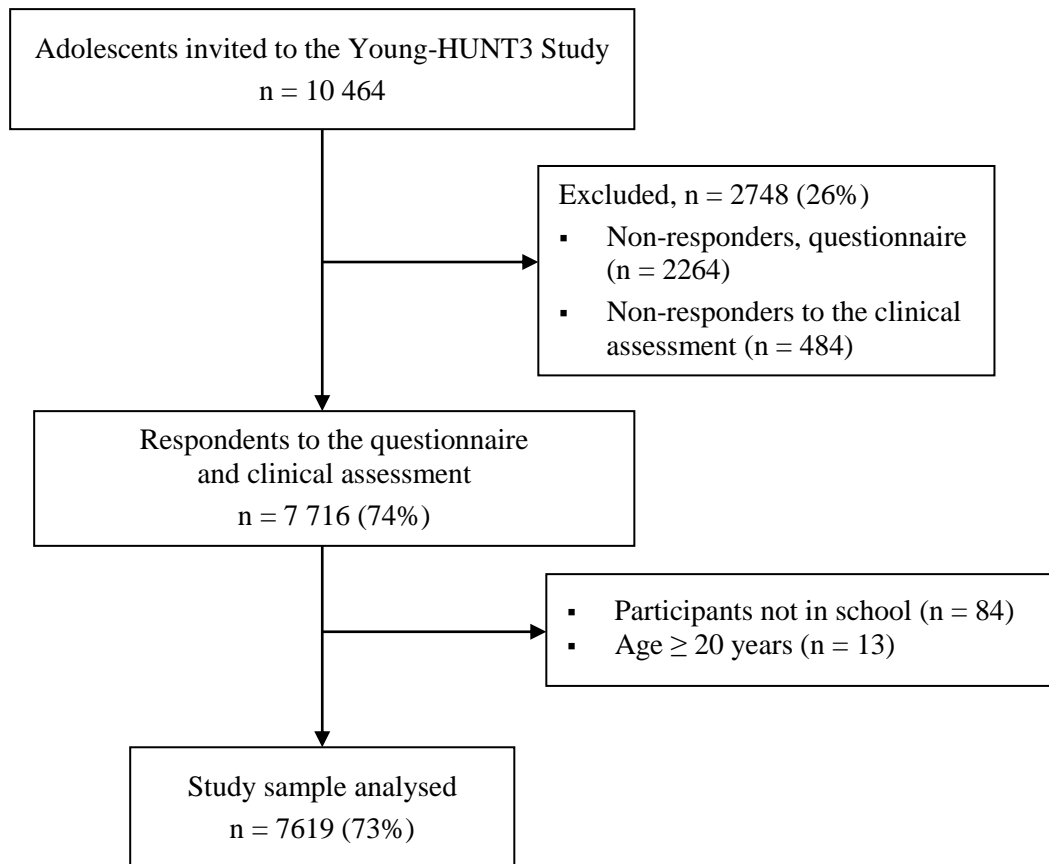 Adolescents invited to the Young-HUNT3 Study
n = 10 464
Excluded, n = 2748 (26%)
▪ Non-responders, questionnaire
(n = 2264)
▪ Non-responders to the clinical
assessment (n = 484)
Respondents to the questionnaire
and clinical assessment
n = 7 716 (74%)
▪ Participants not in school (n = 84)
▪ Age ≥ 20 years (n = 13)
Study sample analysed
n = 7619 (73%)